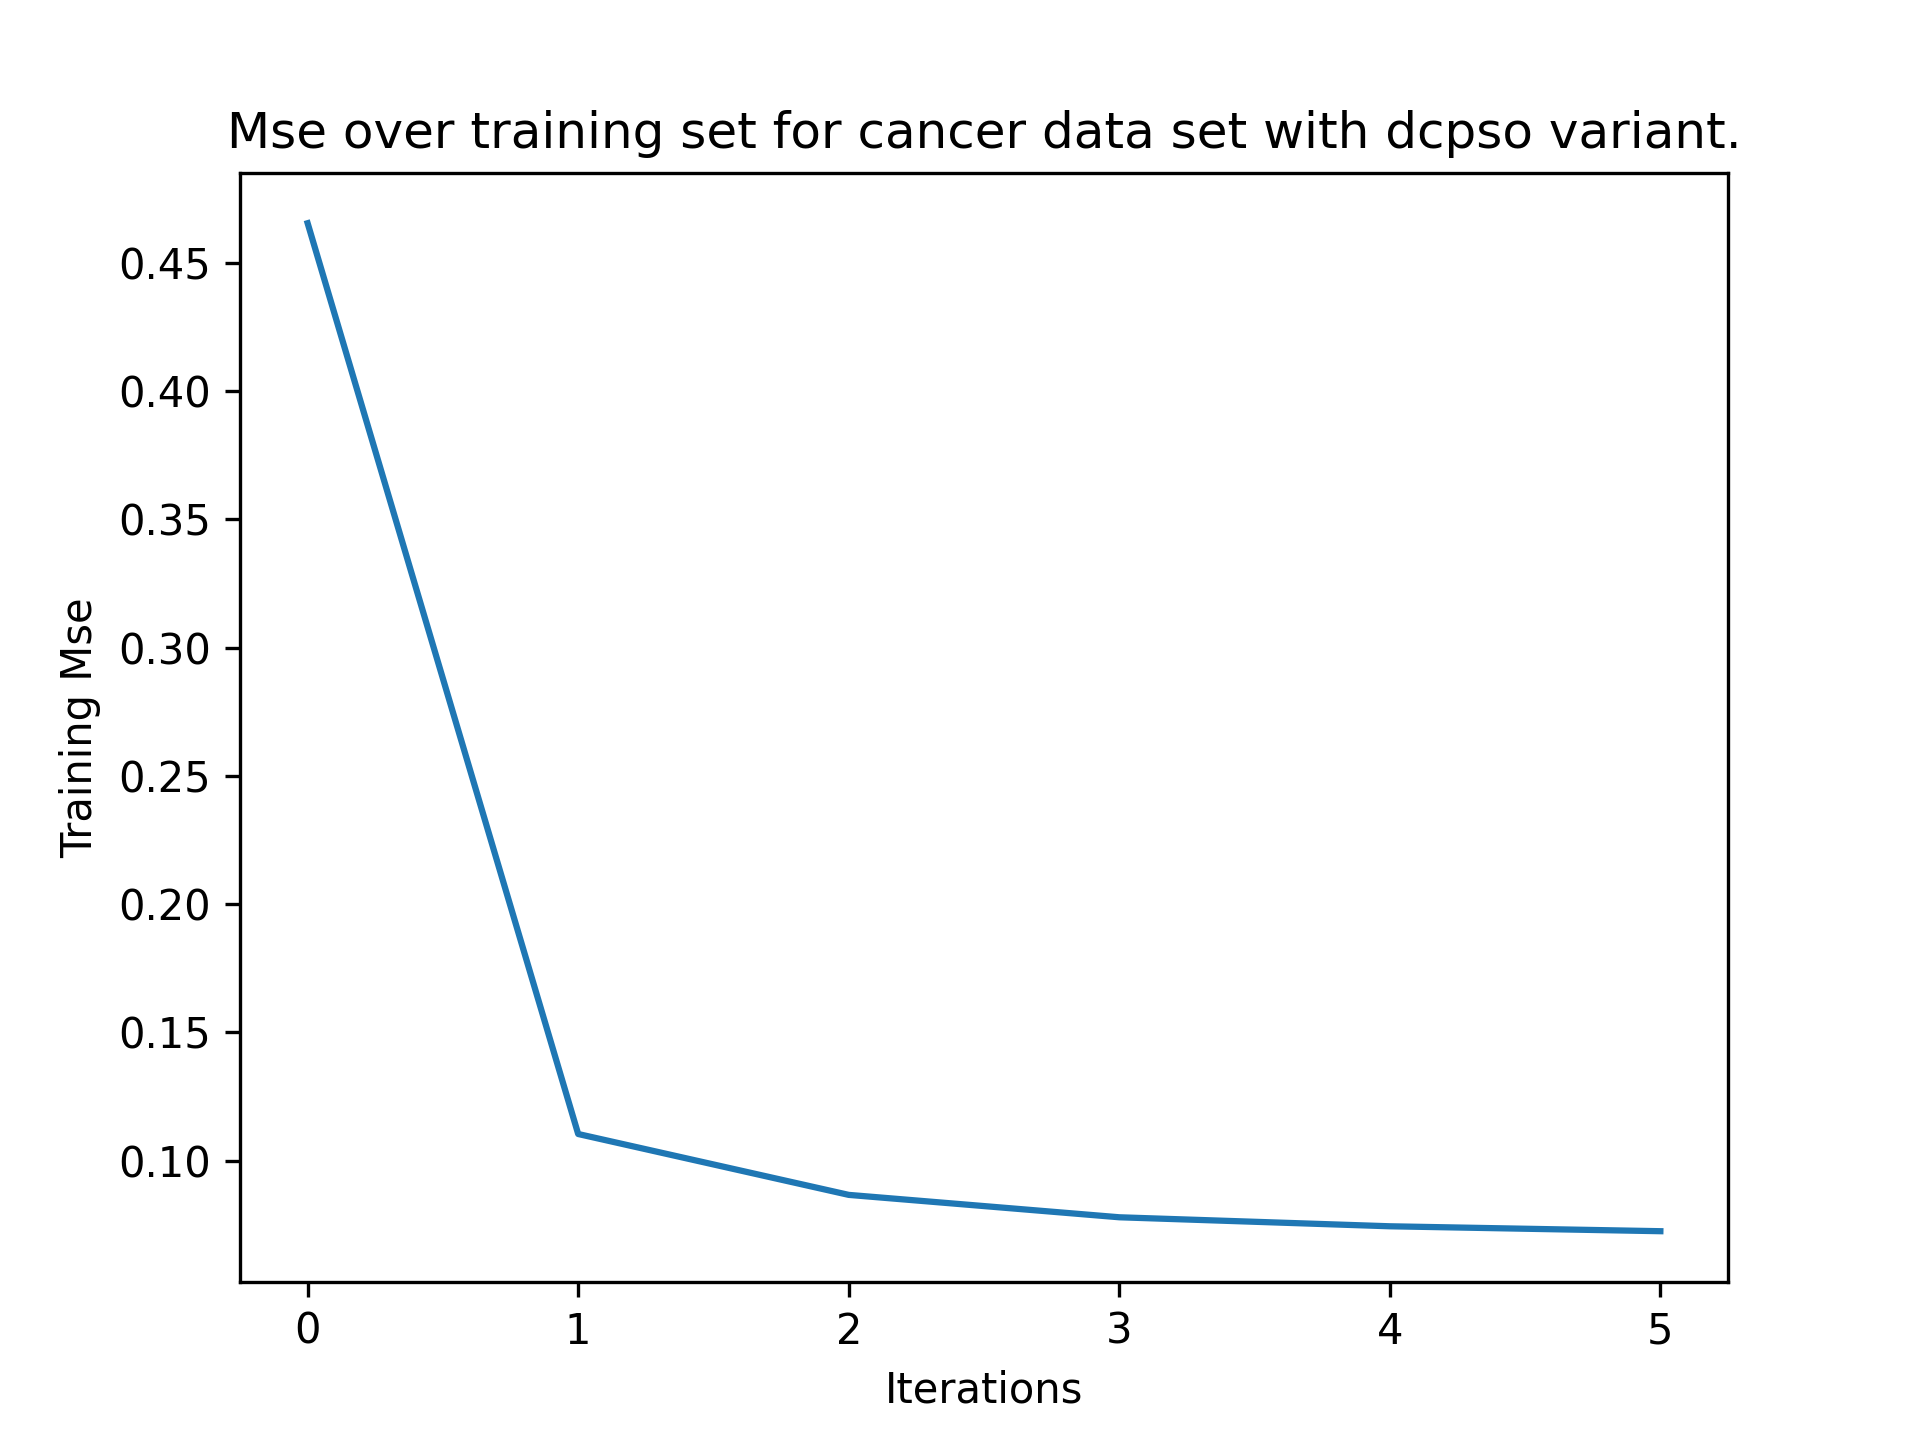 Mse over training set for cancer data set with dcpso variant.
0.45
0.40
0.35
0.30
0.25
0.20
0.15
0.10
Training Mse
0 1 2 3 4 5
Iterations